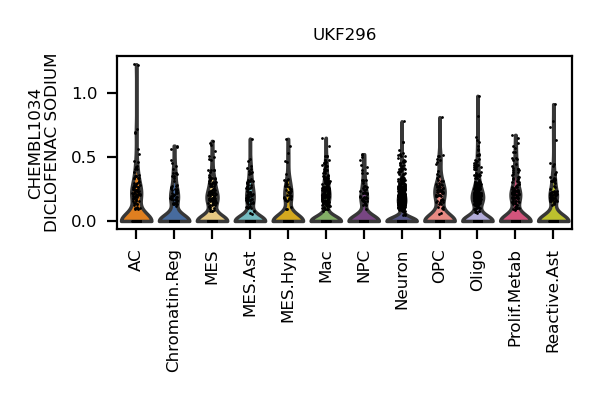 UKF296
CHEMBL1034
DICLOFENAC SODIUM
1.0
0.5
0.0
AC
Chromatin.Reg
MES
MES.Ast
MES.Hyp
Mac
NPC
Neuron
OPC
Oligo
Prolif.Metab
Reactive.Ast